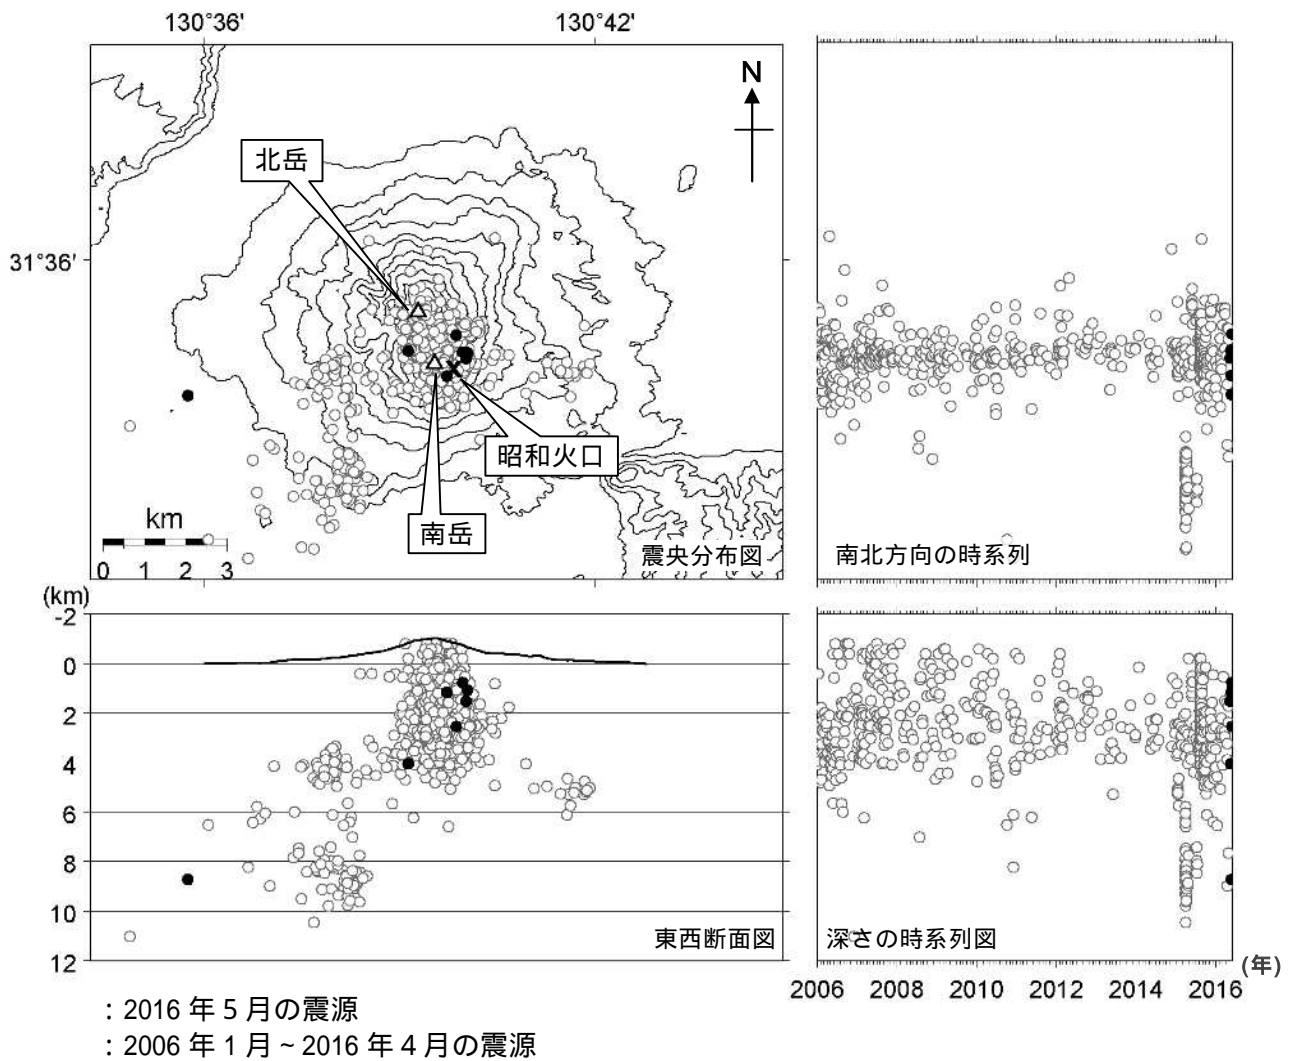 130°36'
130°42'
N
北岳
31°36'
昭和火口
南岳
km
0 1 2 3
震央分布図
南北方向の時系列
(km)
-2
0
2
4
6
8
10
12
東西断面図
深さの時系列図
2006 2008 2010 2012 2014 2016
(年)
：2016 年 5 月の震源
：2006 年 1 月～2016 年 4 月の震源